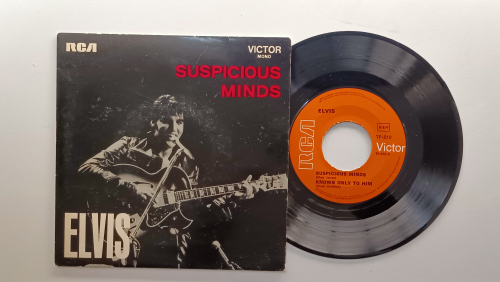 RCA
VICTOR
MONO
SUSPICIOUS
MINDS
ELVIS
ELVIS
RCA
Victor
SUSPICIOUS MINDS
KNOWN ONLY TO HIM